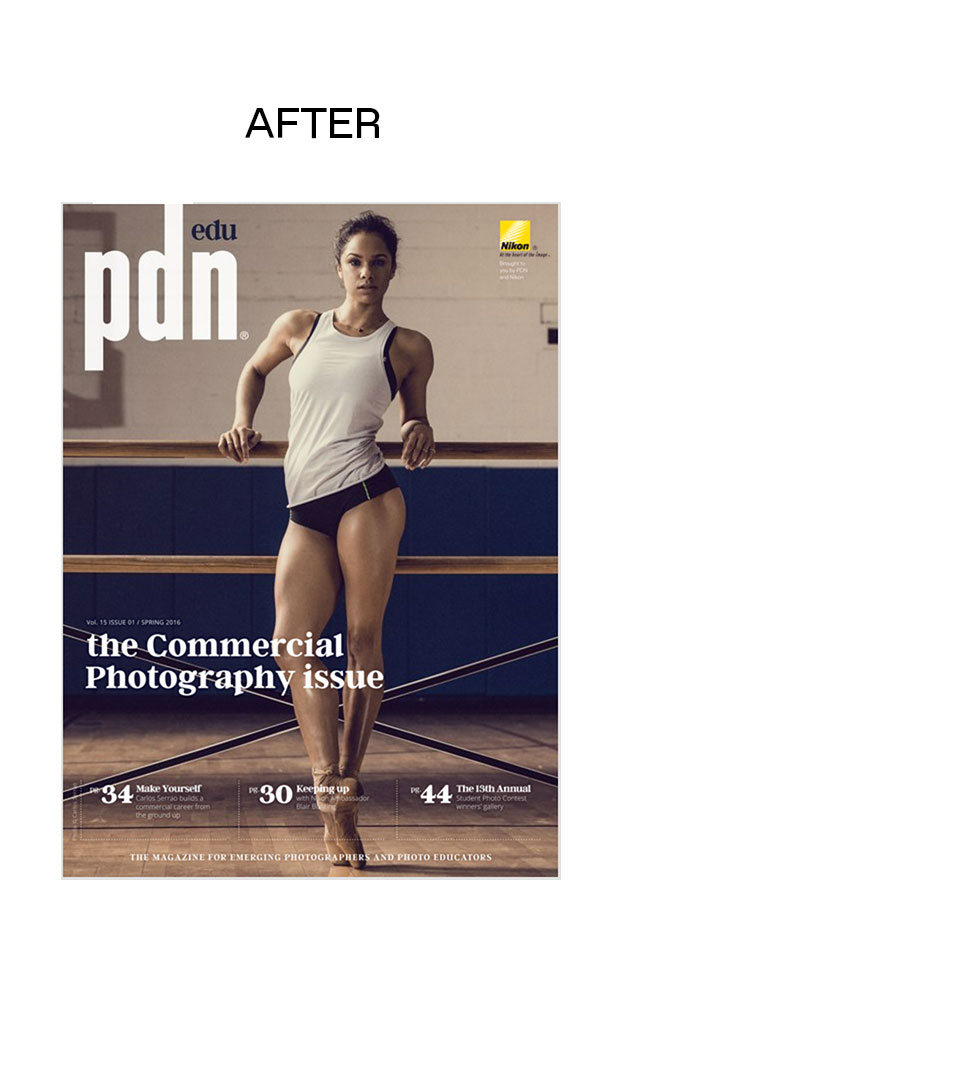 AFTER
edu
pdn®
Nikon®
At the heart of the image...
Brought to
you by PDN
and Nikon
Vol. 15 ISSUE 01 / SPRING 2016
the Commercial
Photography issue
pg. 34 Make Yourself
Carlos Serrao builds a
commercial career from
the ground up
pg. 30 Keeping up
with Nikon Ambassador
Blair
pg. 44 The 13th Annual
Student Photo Contest
winners' gallery
THE MAGAZINE FOR EMERGING PHOTOGRAPHERS AND PHOTO EDUCATORS